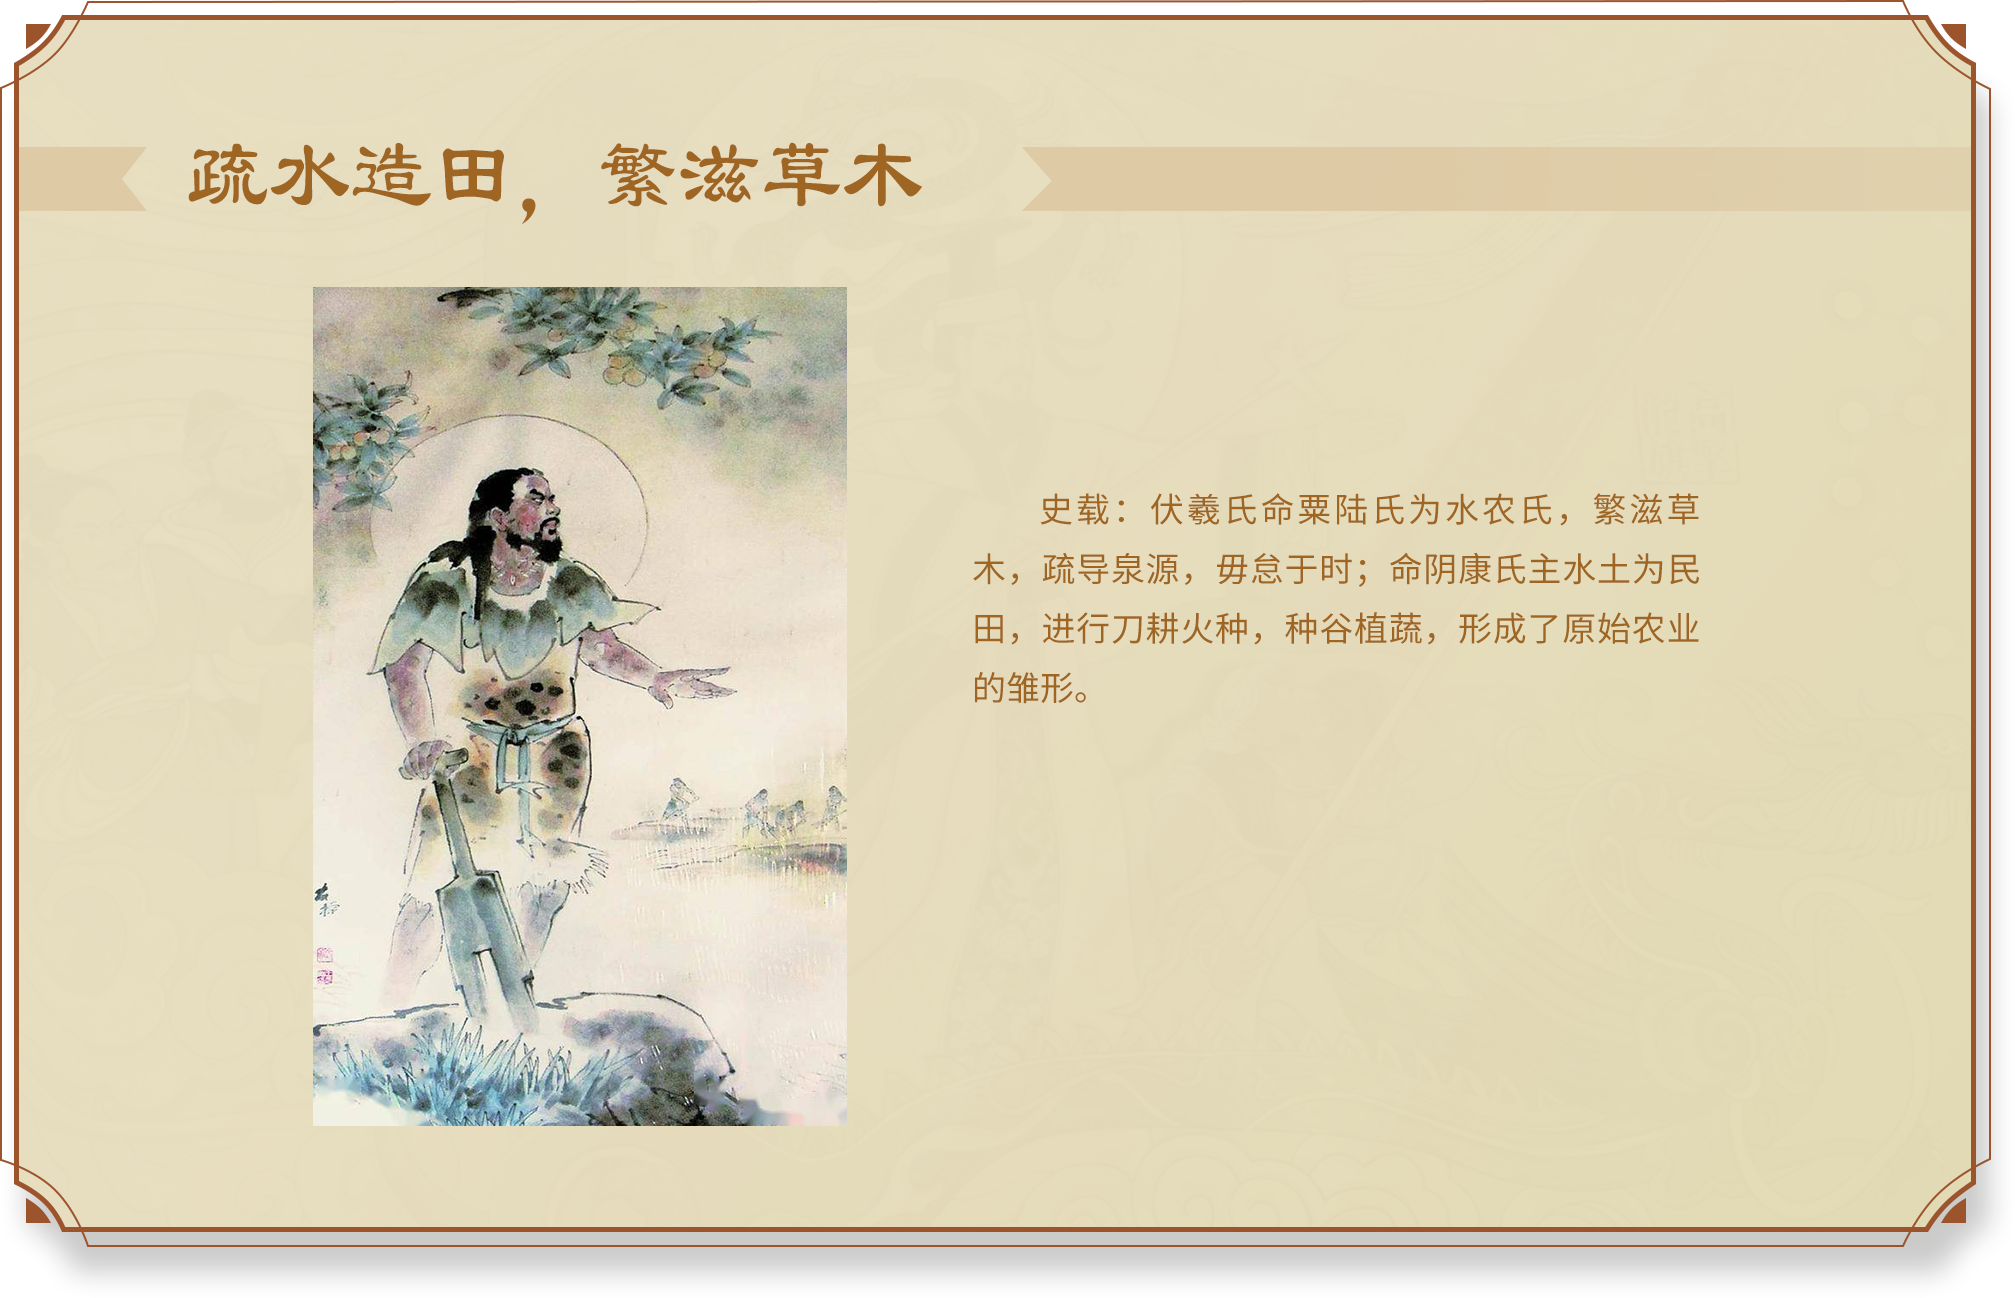 疏水造田，繁滋草木
史载：伏羲氏命粟陆氏为水农氏，繁滋草
木，疏导泉源，毋怠于时；命阴康氏主水土为民
田，进行刀耕火种，种谷植蔬，形成了原始农业
的雏形。